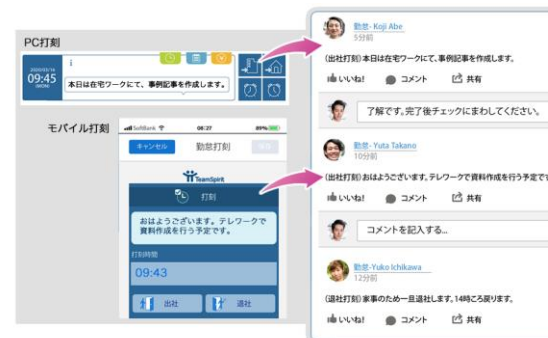 PC打刻
2020/03/16
09:45
(MON)
本日は在宅ワークにて、事例記事を作成します。
モバイル打刻
SoftBank
08:27
89%
キャンセル
勤怠打刻
TeamSpirit
打刻
おはようございます。テレワークで
資料作成を行う予定です。
打刻時間
09:43
出社
退社
勤怠- Koji Abe
5分前
(出社打刻)本日は在宅ワークにて、事例記事を作成します。
いいね!
コメント
共有
了解です。完了後チェックにまわしてください。
勤怠- Yuta Takano
10分前
(出社打刻)おはようございます。テレワークで資料作成を行う予定で
いいね!
コメント
共有
コメントを記入する...
勤怠-Yuko Ichikawa
12分前
(退社打刻)家事のため一旦退社します。14時ごろ戻ります。
いいね!
コメント
共有